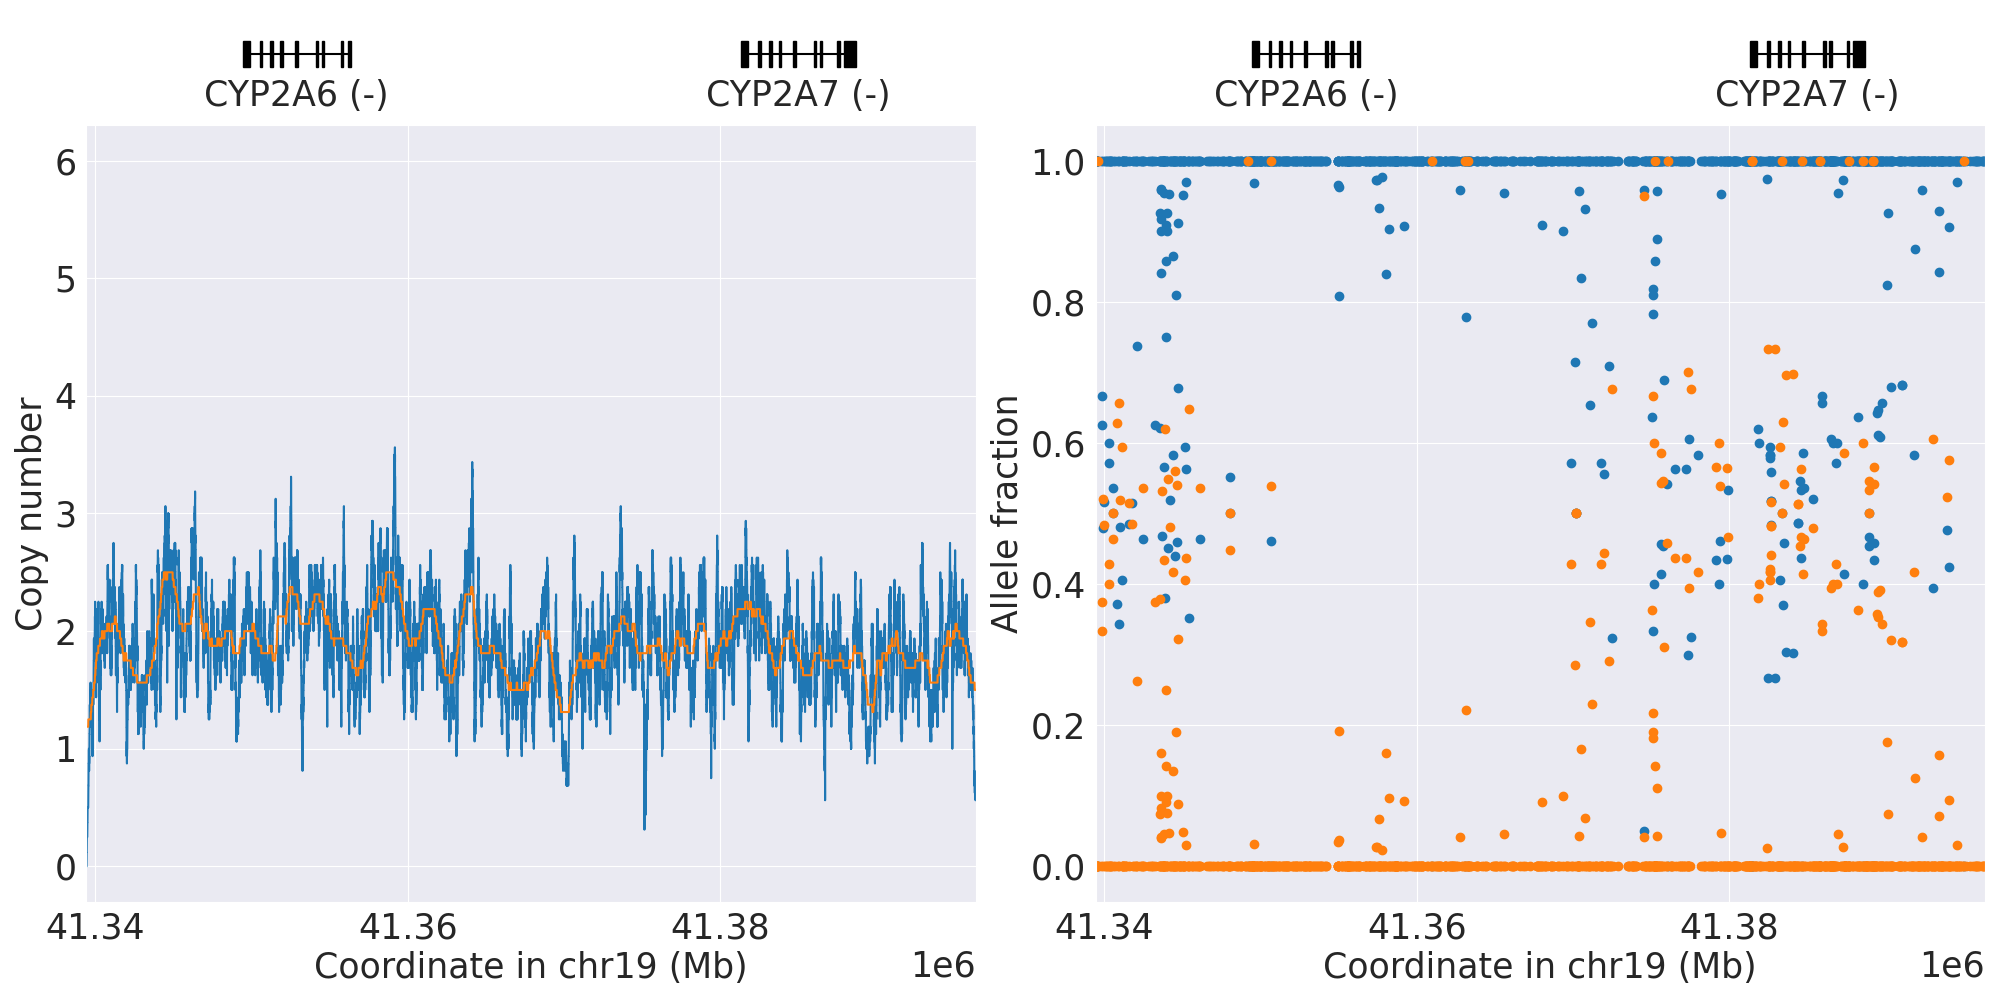 CYP2A6 (-)
CYP2A7 (-)
Copy number
6
5
4
3
2
1
0
41.34
41.36
41.38
Coordinate in chr19 (Mb)
1e6
CYP2A6 (-)
CYP2A7 (-)
Allele fraction
1.0
0.8
0.6
0.4
0.2
0.0
41.34
41.36
41.38
Coordinate in chr19 (Mb)
1e6